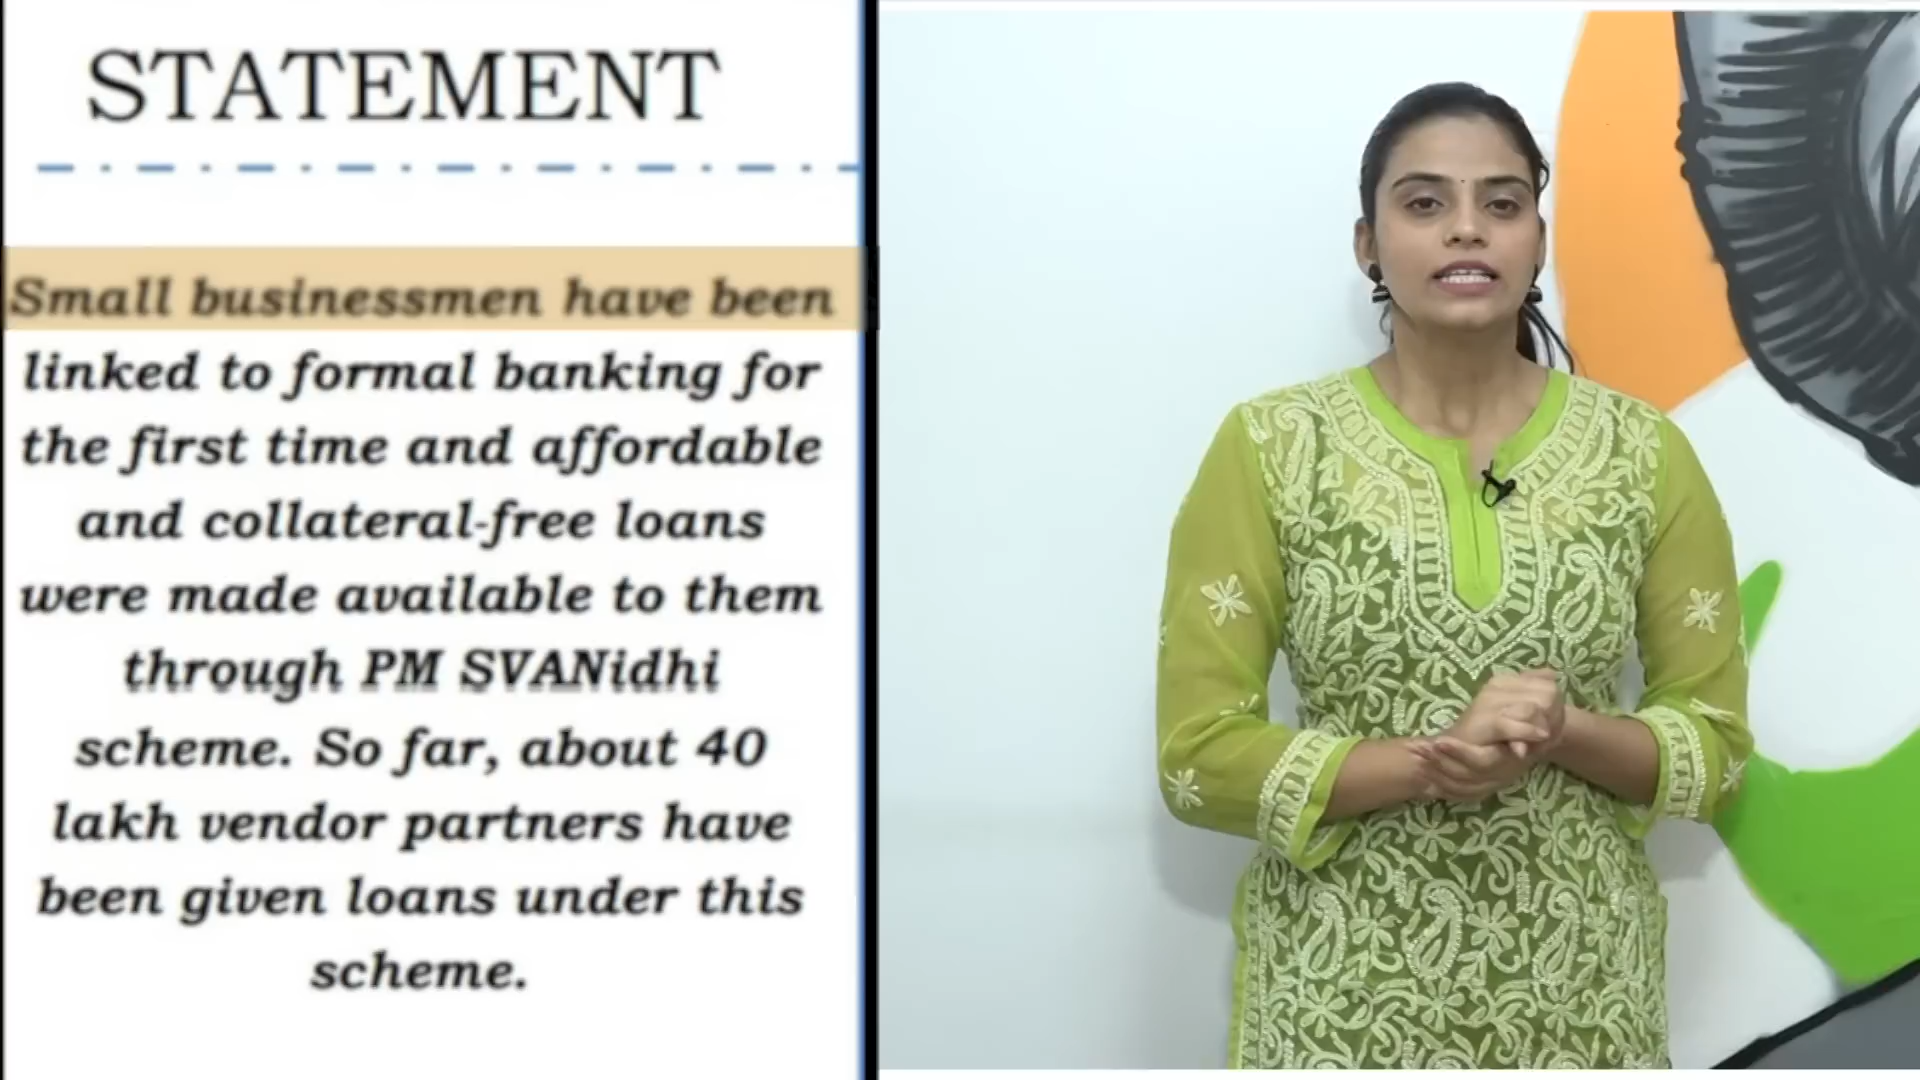 STATEMENT
Small businessmen have been
linked to formal banking for
the first time and affordable
and collateral-free loans
were made available to them
through PM SVANidhi
scheme. So far, about 40
lakh vendor partners have
been given loans under this
scheme.